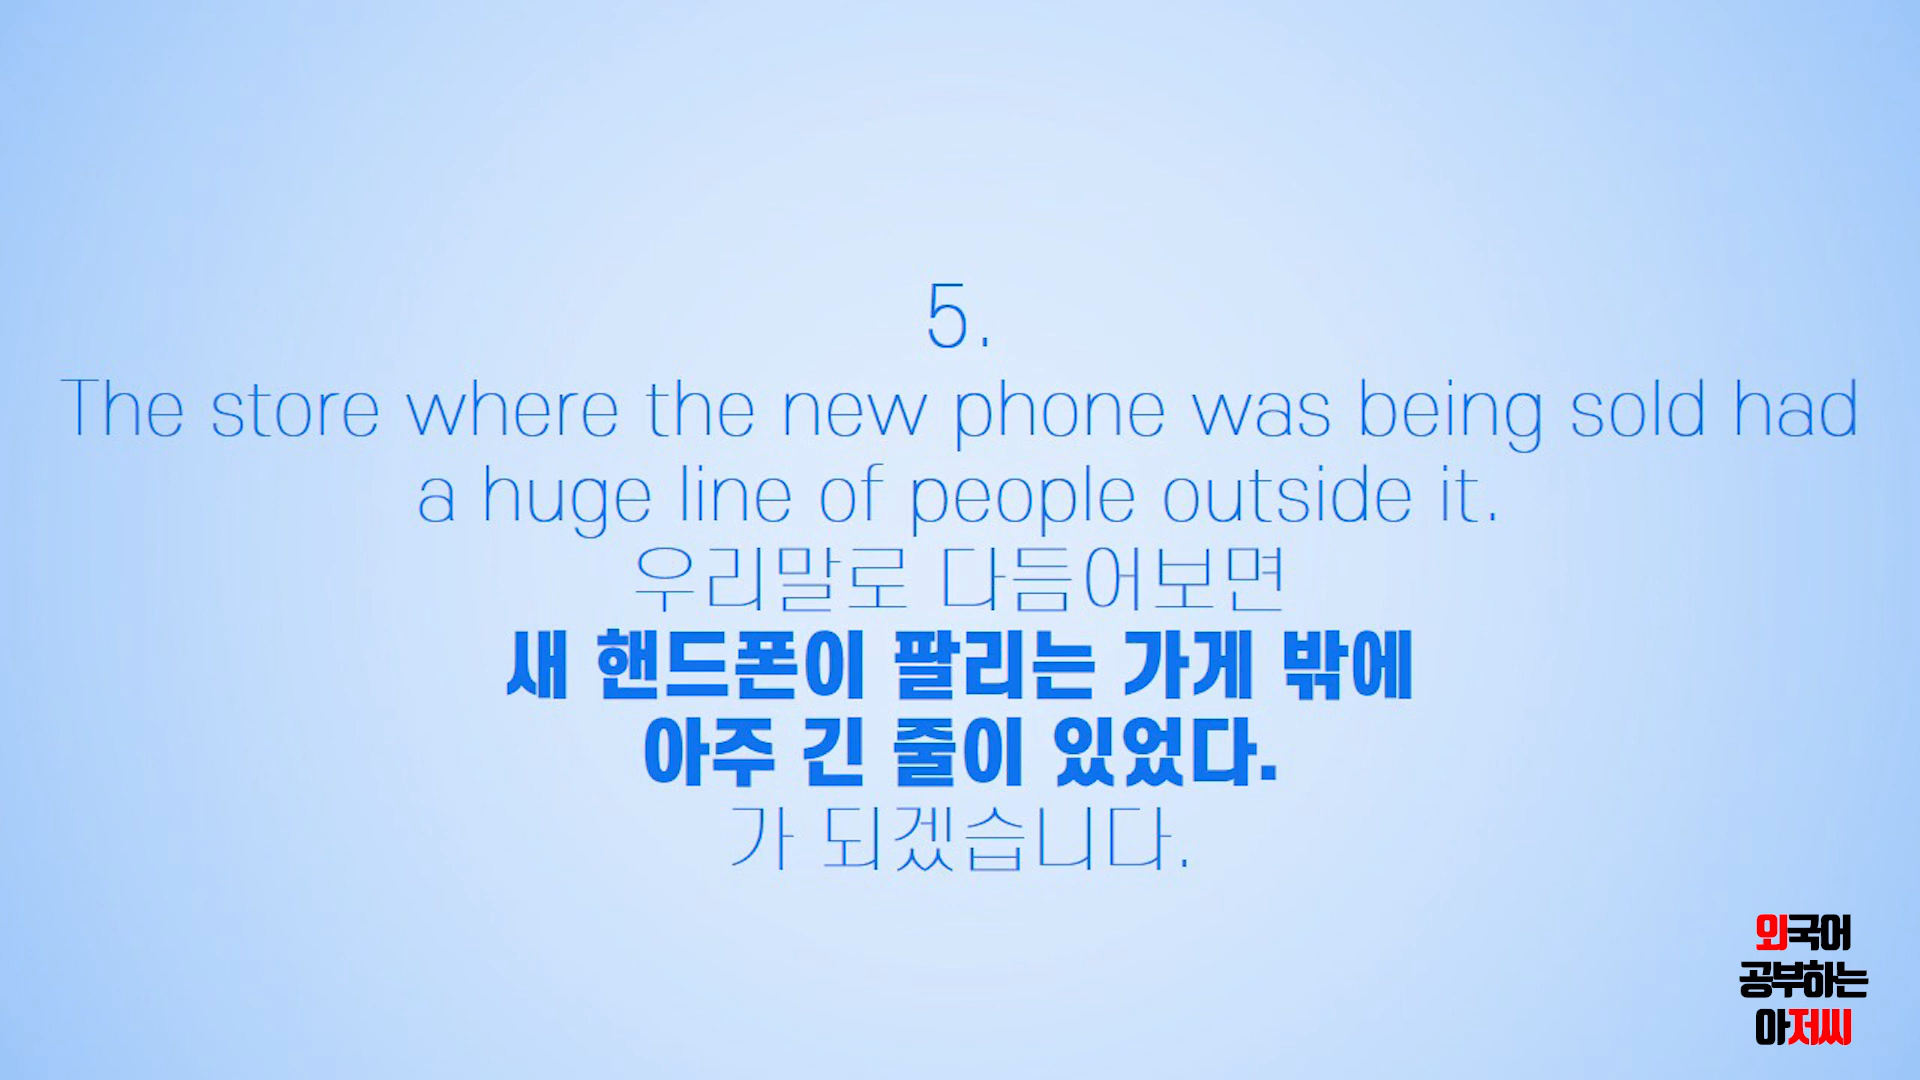 5.
The store where the new phone was being sold had
a huge line of people outside it.
우리말로 다듬어보면
새 핸드폰이 팔리는 가게 밖에
아주 긴 줄이 있었다.
가 되겠습니다.
외국어
공부하는
아저씨